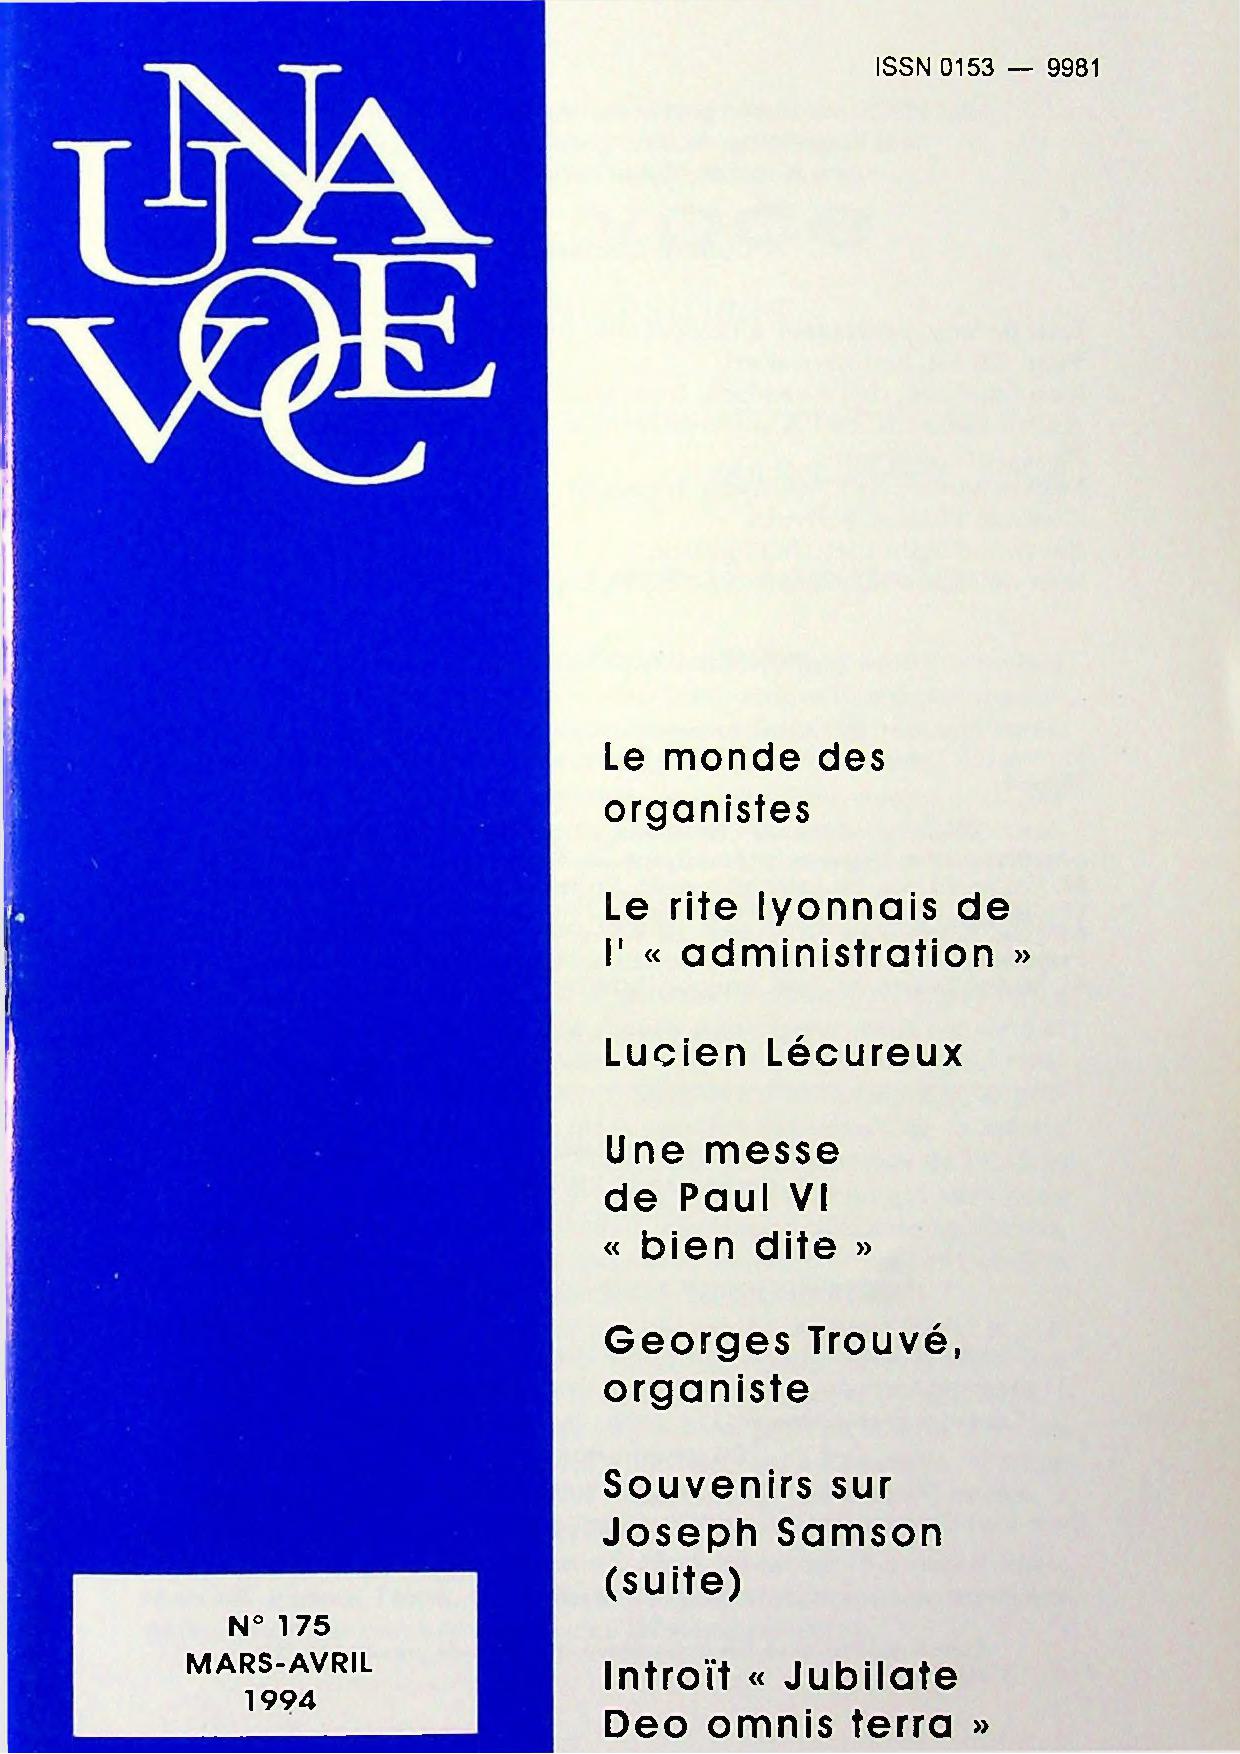 UNA
VOCE
ISSN 0153 — 9981
Le monde des
organistes
Le rite lyonnais de
l' « administration »
Lucien Lécureux
Une messe
de Paul VI
« bien dite »
Georges Trouvé,
organiste
Souvenirs sur
Joseph Samson
(suite)
Introït « Jubilate
Deo omnis terra »
N° 175
MARS-AVRIL
1994